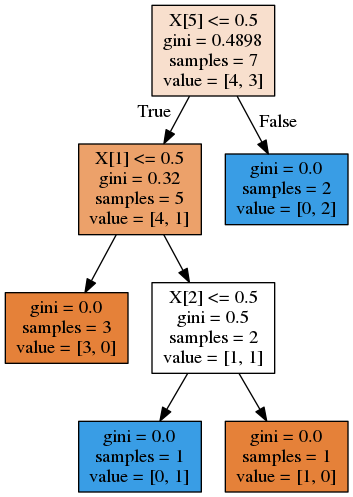 X[5] <= 0.5
gini = 0.4898
samples = 7
value = [4, 3]
True
False
X[1] <= 0.5
gini = 0.32
samples = 5
value = [4, 1]
gini = 0.0
samples = 2
value = [0, 2]
gini = 0.0
samples = 3
value = [3, 0]
X[2] <= 0.5
gini = 0.5
samples = 2
value = [1, 1]
gini = 0.0
samples = 1
value = [0, 1]
gini = 0.0
samples = 1
value = [1, 0]